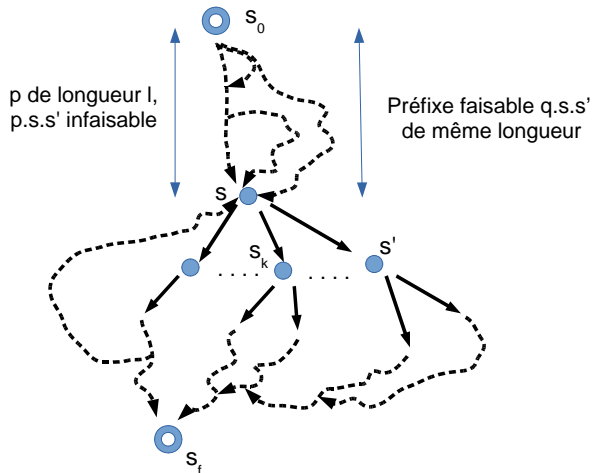 s0
p de longueur l,
p.s.s' infaisable
Préfixe faisable q.s.s’
de même longueur
s
sk
s'
. . . .
. . . .
sf